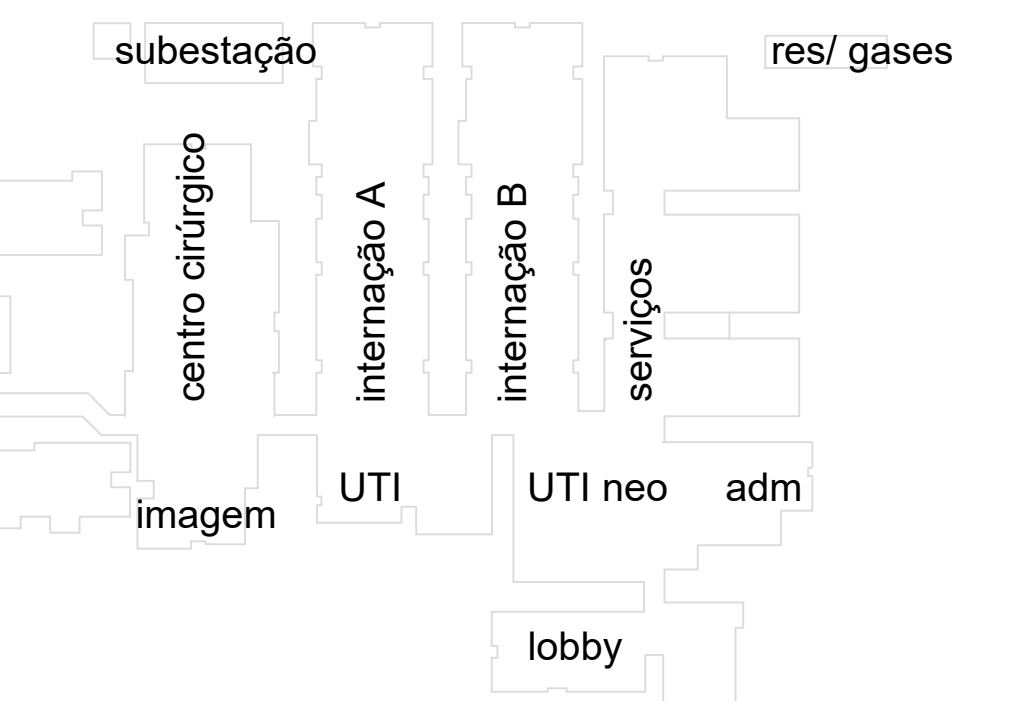 subestação
res/ gases
centro cirúrgico
internação A
internação B
serviços
UTI
UTI neo
adm
imagem
lobby